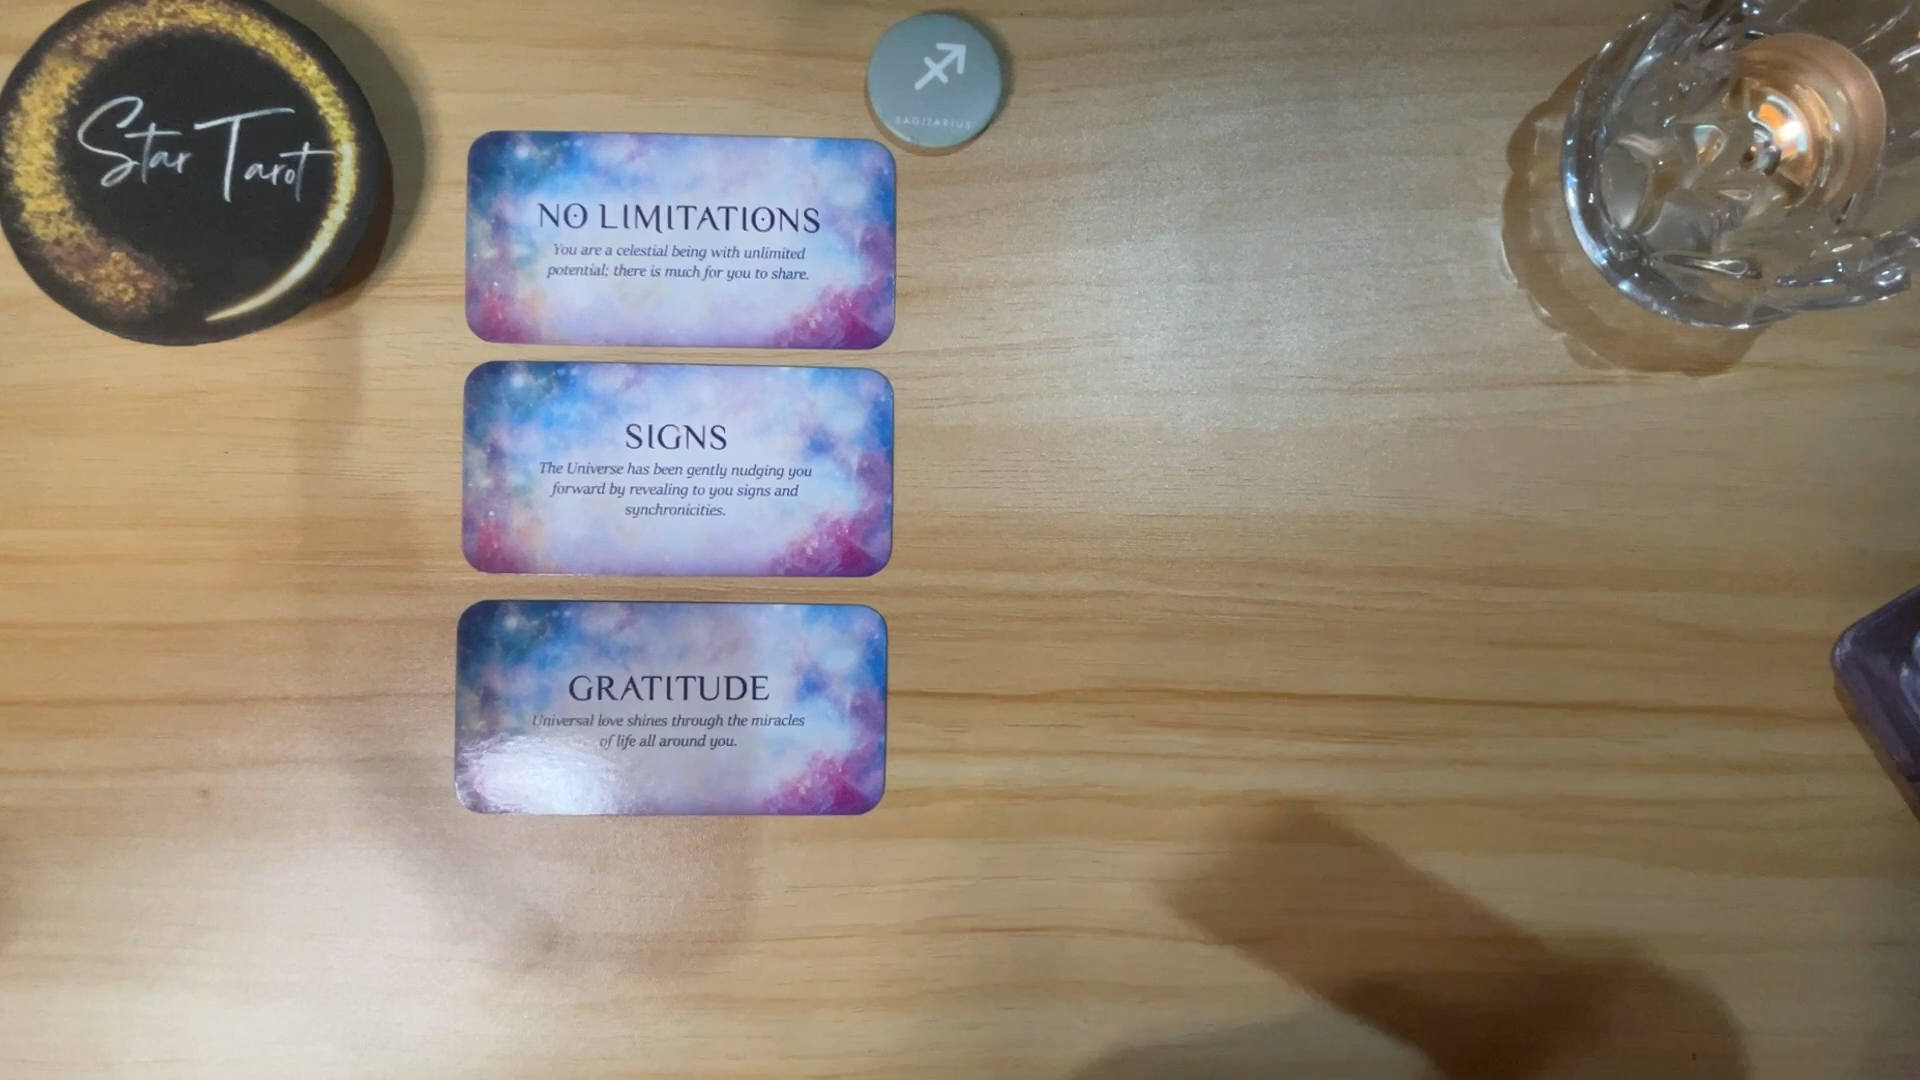 Star Tarot
SAGITARIUS
NO LIMITATIONS
You are a celestial being with unlimited
potential; there is much for you to share.
SIGNS
The Universe has been gently nudging you
forward by revealing to you signs and
synchronicities.
GRATITUDE
Universal love shines through the miracles
of life all around you.